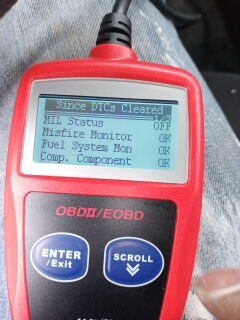 Since DTCs Cleared
MIL Status OFF
Misfire Monitor OK
Fuel System Mon OK
Comp. Component OK
OBDII/EOBD
ENTER
/Exit
SCROLL